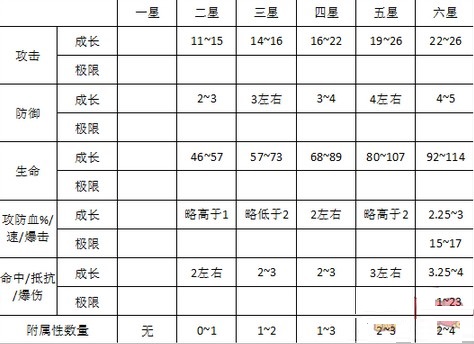 一星 二星 三星 四星 五星 六星
攻击 成长 11~15 14~16 16~22 19~26 22~26
极限
防御 成长 2~3 3左右 3~4 4左右 4~5
极限
生命 成长 46~57 57~73 68~89 80~107 92~114
极限
攻防血%/速/爆击 成长 略高于1 略低于2 2左右 略高于2 2.25~3
极限 15~17
命中/抵抗/爆伤 成长 2左右 2~3 2~3 3左右 3.25~4
极限 1~23
附属性数量 无 0~1 1~2 1~3 2~3 2~4